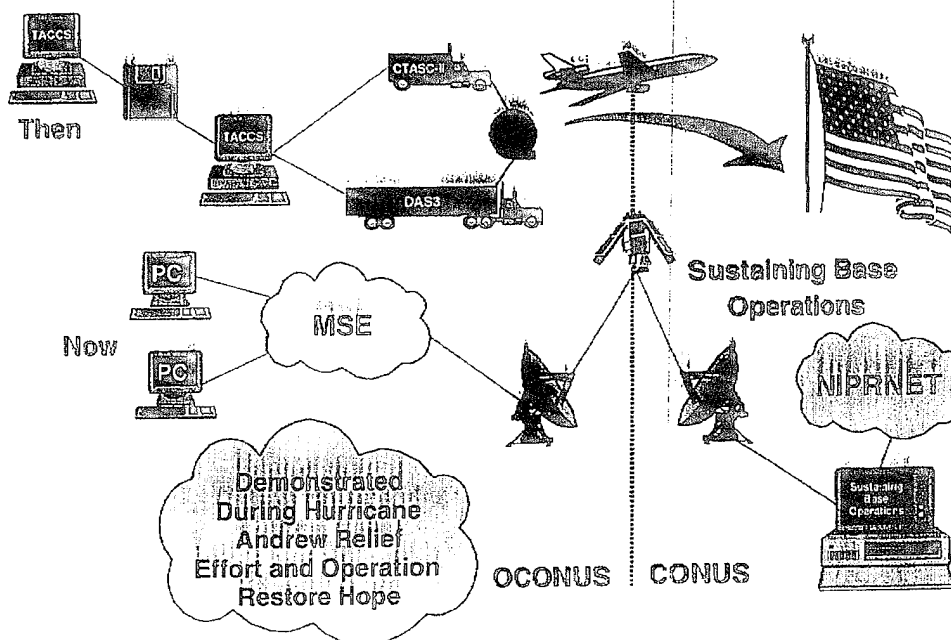 TACCS
Then
TACCS
CTASC-II
DAS3
Sustaining Base
Operations
PC
Now
PC
MSE
NIPRNET
Sustaining
Base
Operations
Demonstrated
During Hurricane
Andrew Relief
Effort and Operation
Restore Hope
OCONUS
CONUS